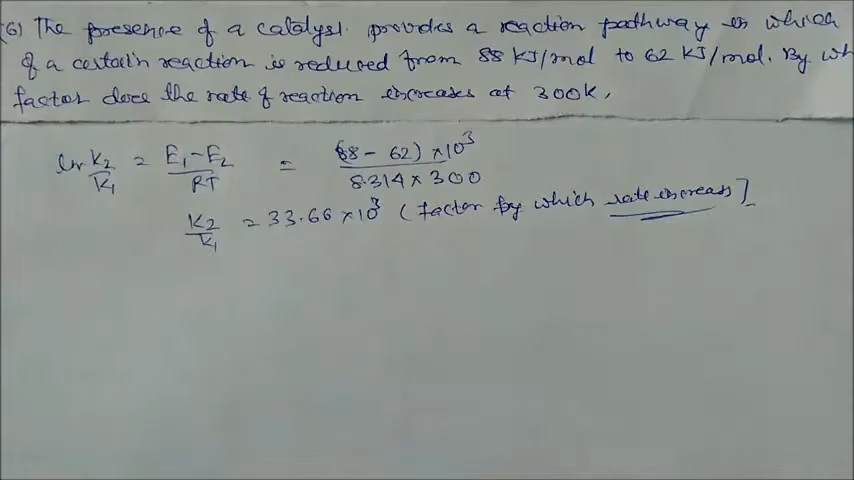 (6) The presence of a catalyst provides a reaction pathway in which
of a certain reaction is reduced from 88 KJ/mol to 62 KJ/mol. By wh
factor does the rate of reaction increases at 300K.
ln K2/K1 = E1-E2/RT = (88-62)×10^3/8.314×300
K2/K1 = 33.66×10^3 (factor by which rate increases]